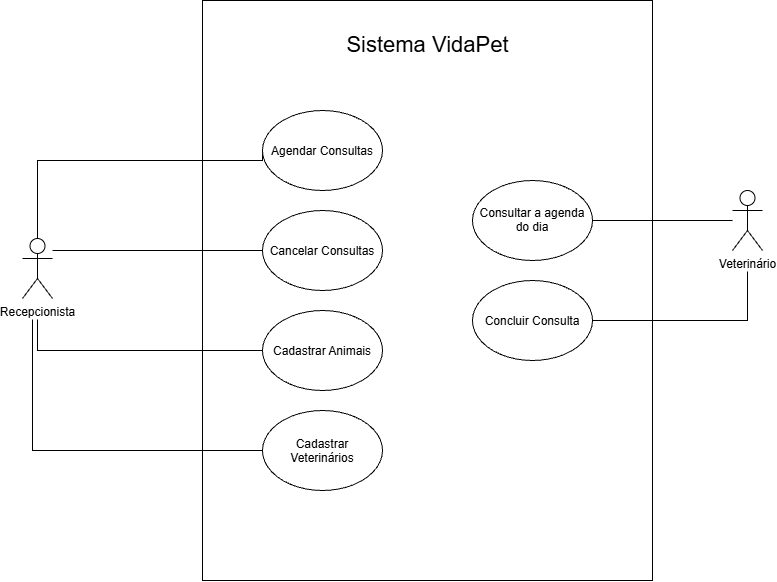 Sistema VidaPet
Agendar Consultas
Cancelar Consultas
Cadastrar Animais
Cadastrar
Veterinários
Consultar a agenda
do dia
Concluir Consulta
Recepcionista
Veterinário